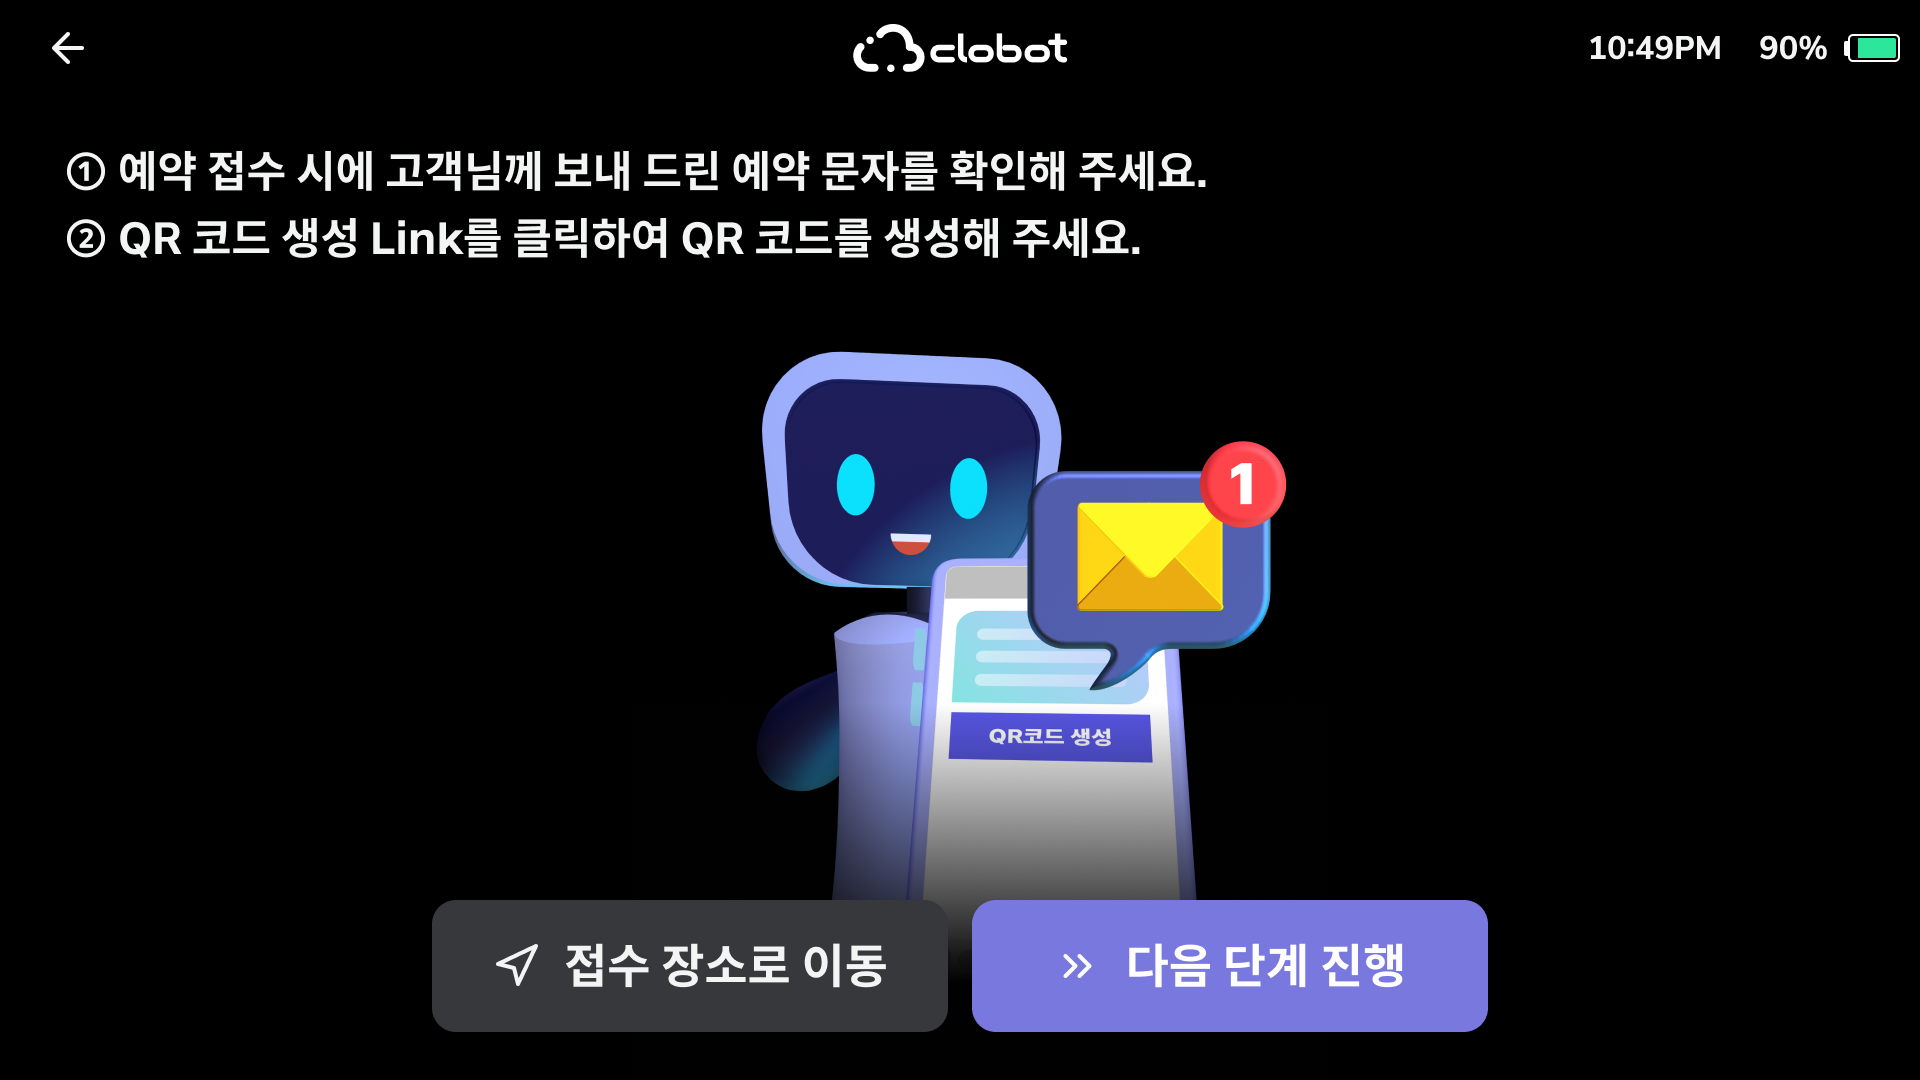 clobot
10:49PM 90%
① 예약 접수 시에 고객님께 보내 드린 예약 문자를 확인해 주세요.
② QR 코드 생성 Link를 클릭하여 QR 코드를 생성해 주세요.
1
QR코드 생성
접수 장소로 이동
다음 단계 진행